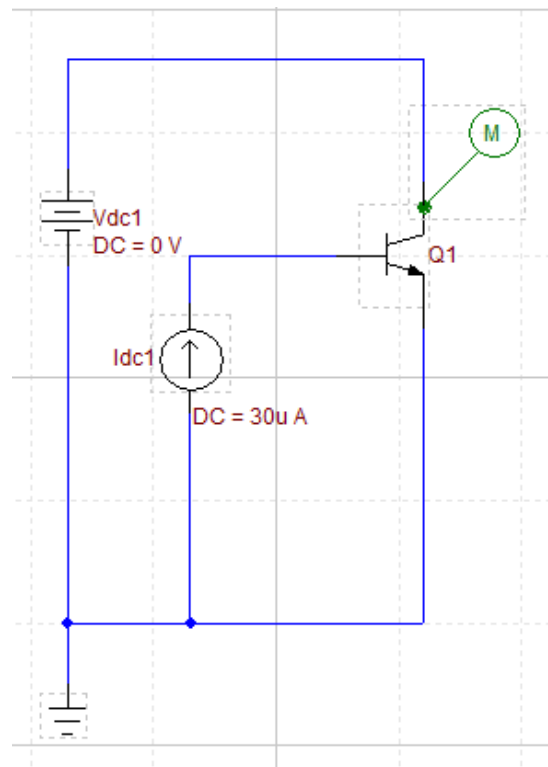 M
Vdc1
DC = 0 V
Q1
Idc1
DC = 30u A